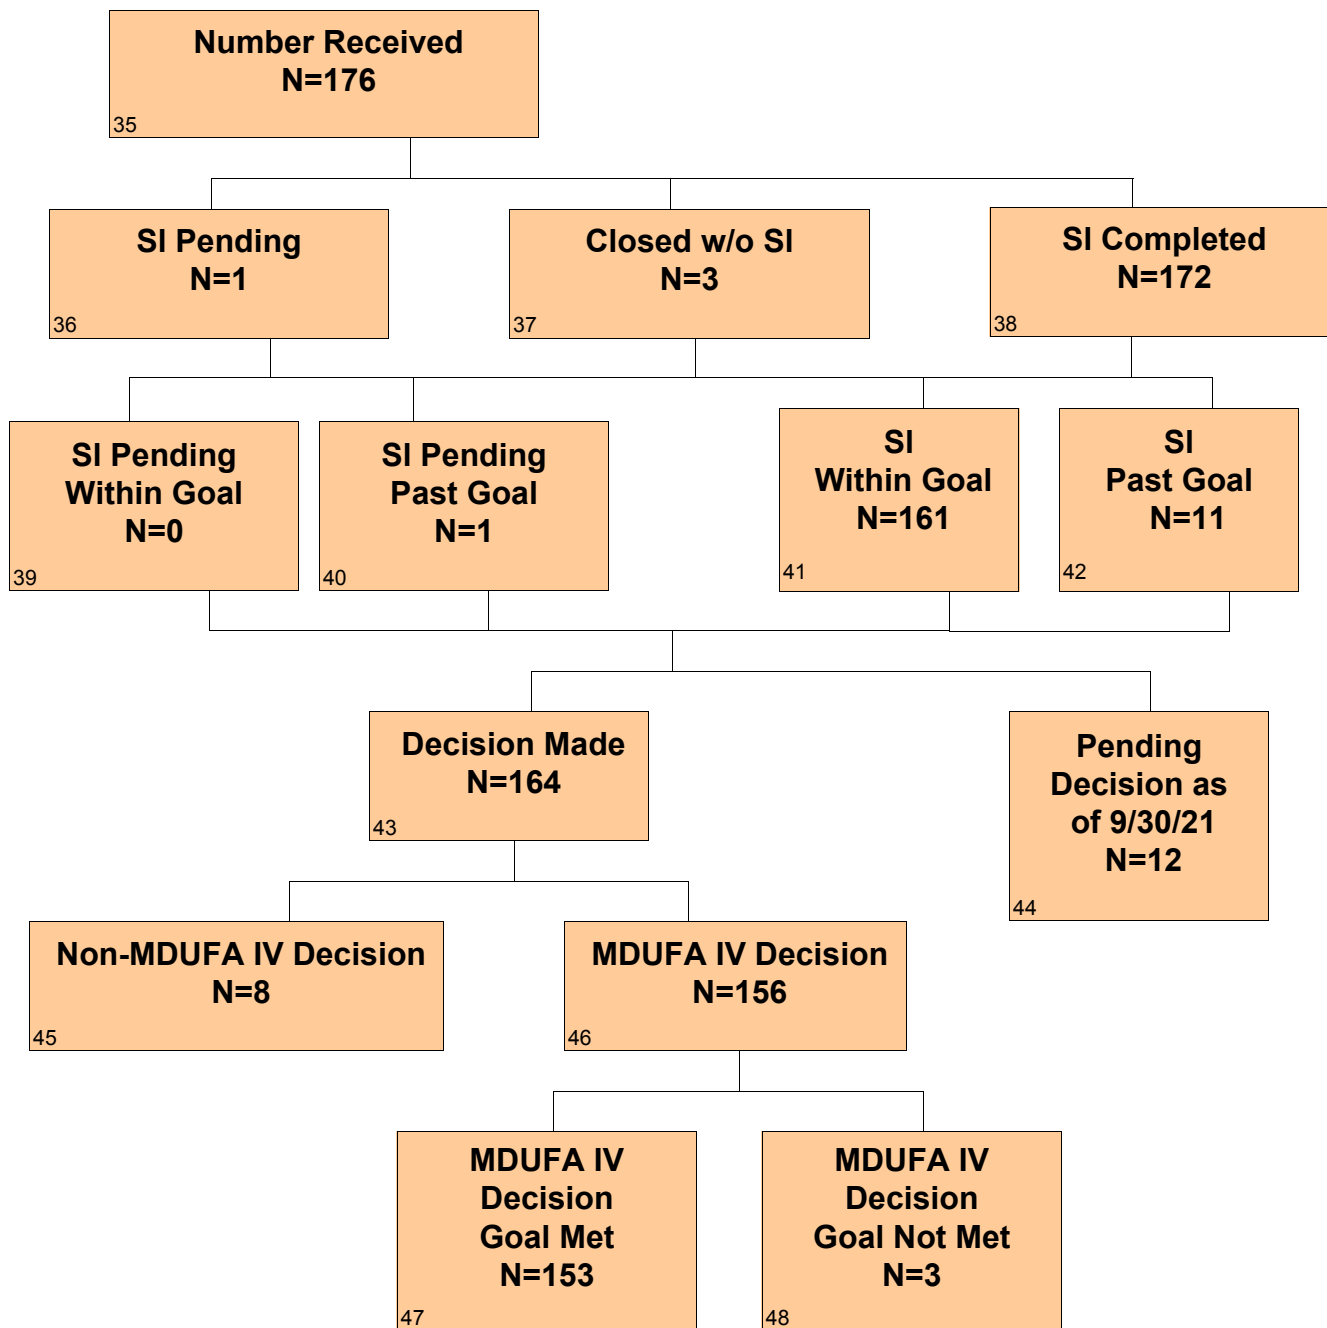 Number Received
N=176
35
SI Pending
N=1
36
Closed w/o SI
N=3
37
SI Completed
N=172
38
SI Pending
Within Goal
N=0
39
SI Pending
Past Goal
N=1
40
SI
Within Goal
N=161
41
SI
Past Goal
N=11
42
Decision Made
N=164
43
Pending
Decision as
of 9/30/21
N=12
44
Non-MDUFA IV Decision
N=8
45
MDUFA IV Decision
N=156
46
MDUFA IV
Decision
Goal Met
N=153
47
MDUFA IV
Decision
Goal Not Met
N=3
48